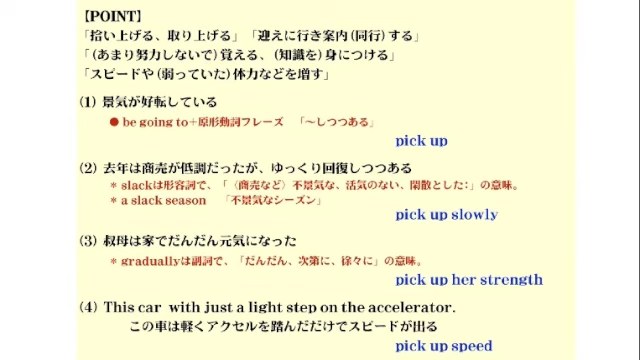 【POINT】
「拾い上げる、取り上げる」「迎えに行き案内(同行)する」
「(あまり努力しないで)覚える、(知識を)身につける」
「スピードや(弱っていた)体力などを増す」
(1) 景気が好転している
● be going to＋原形動詞フレーズ 「〜しつつある」
pick up
(2) 去年は商売が低調だったが、ゆっくり回復しつつある
* slackは形容詞で、「〈商売など〉不景気な、活気のない、閑散とした:」の意味。
* a slack season 「不景気なシーズン」
pick up slowly
(3) 叔母は家でだんだん元気になった
* graduallyは副詞で、「だんだん、次第に、徐々に」の意味。
pick up her strength
(4) This car with just a light step on the accelerator.
この車は軽くアクセルを踏んだだけでスピードが出る
pick up speed